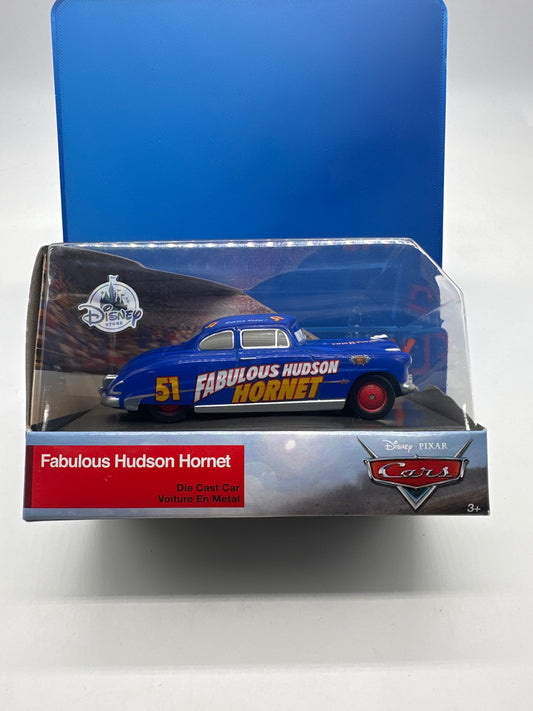 Disney
STORE
51
51
FABULOUS HUDSON
HORNET
Fabulous Hudson Hornet
Die Cast Car
Voiture En Metal
Disney · PIXAR
Cars
3+